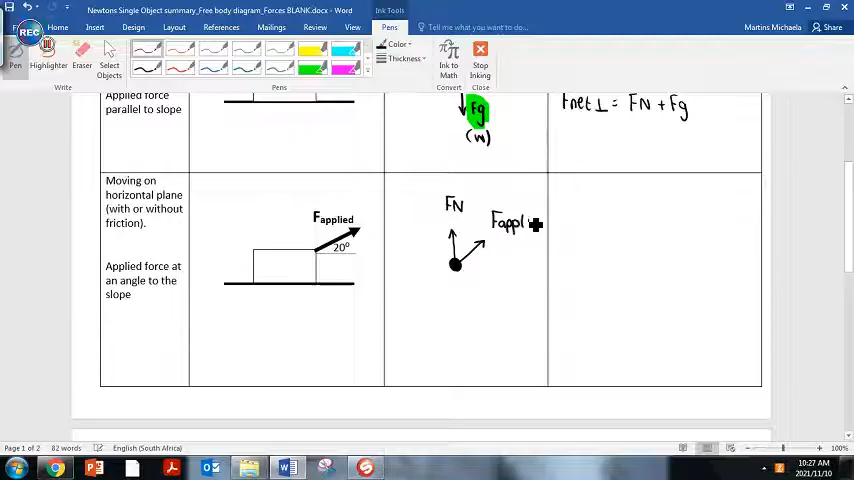 Newtons Single Object summary_Free body diagram_Forces BLANK.docx - Word
Ink Tools
Martins Michaela
Share
REC
Home
Insert
Design
Layout
References
Mailings
Review
View
Pens
Tell me what you want to do...
Pen
Highlighter
Eraser
Select
Objects
Color
Thickness
Ink to
Math
Stop
Inking
Write
Pens
Convert
Close
Applied force
parallel to slope
Fg
(W)
Fnet⊥ = FN + Fg
Moving on
horizontal plane
(with or without
friction).
Applied force at
an angle to the
slope
Fapplied
20°
FN
Fappli
Page 1 of 2
82 words
English (South Africa)
100%
10:27 AM
2021/11/10